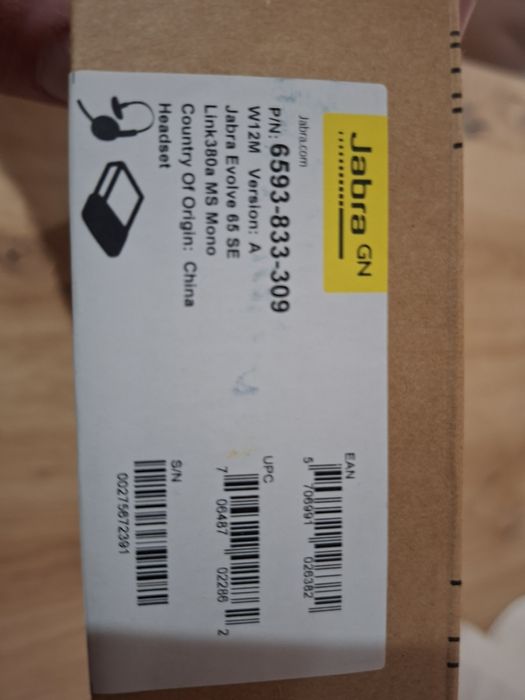 Jabra GN
Jabra.com
P/N: 6593-833-309
W12M Version: A
Jabra Evolve 65 SE
Link380a MS Mono
Country Of Origin: China
Headset
EAN
5 706991 026382
UPC
7 06487 02286 2
S/N
00275672391